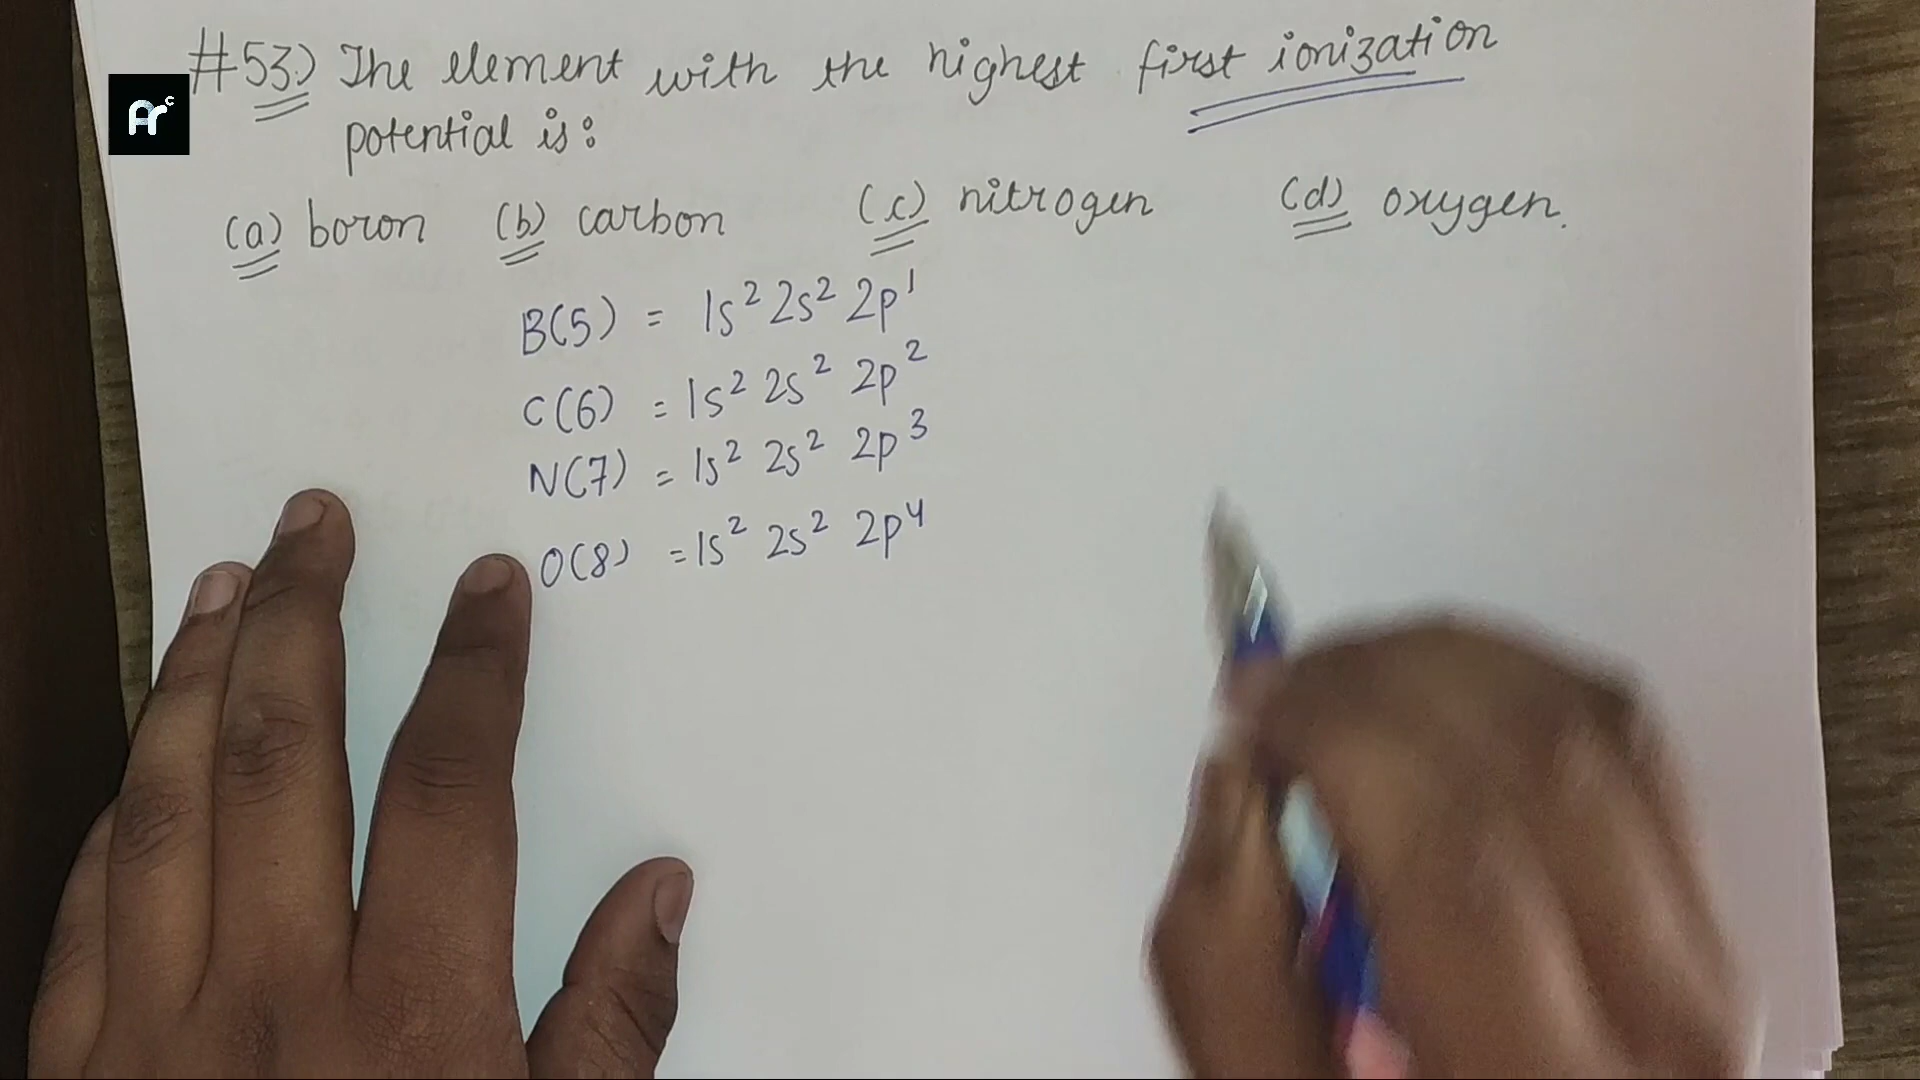 #53) The element with the highest first ionization
Arc
potential is:
(a) boron (b) carbon (c) nitrogen (d) oxygen.
B(5) = 1s² 2s² 2p¹
C(6) = 1s² 2s² 2p²
N(7) = 1s² 2s² 2p³
O(8) = 1s² 2s² 2p⁴